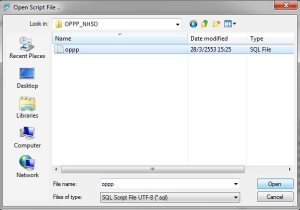 Open Script File ..
Look in: OPPP_NHSO
Name Date modified Type
oppp 28/3/2553 15:25 SQL File
Recent Places
Desktop
Libraries
Computer
Network
File name: oppp Open
Files of type: SQL Script File UTF-8 (*.sql) Cancel